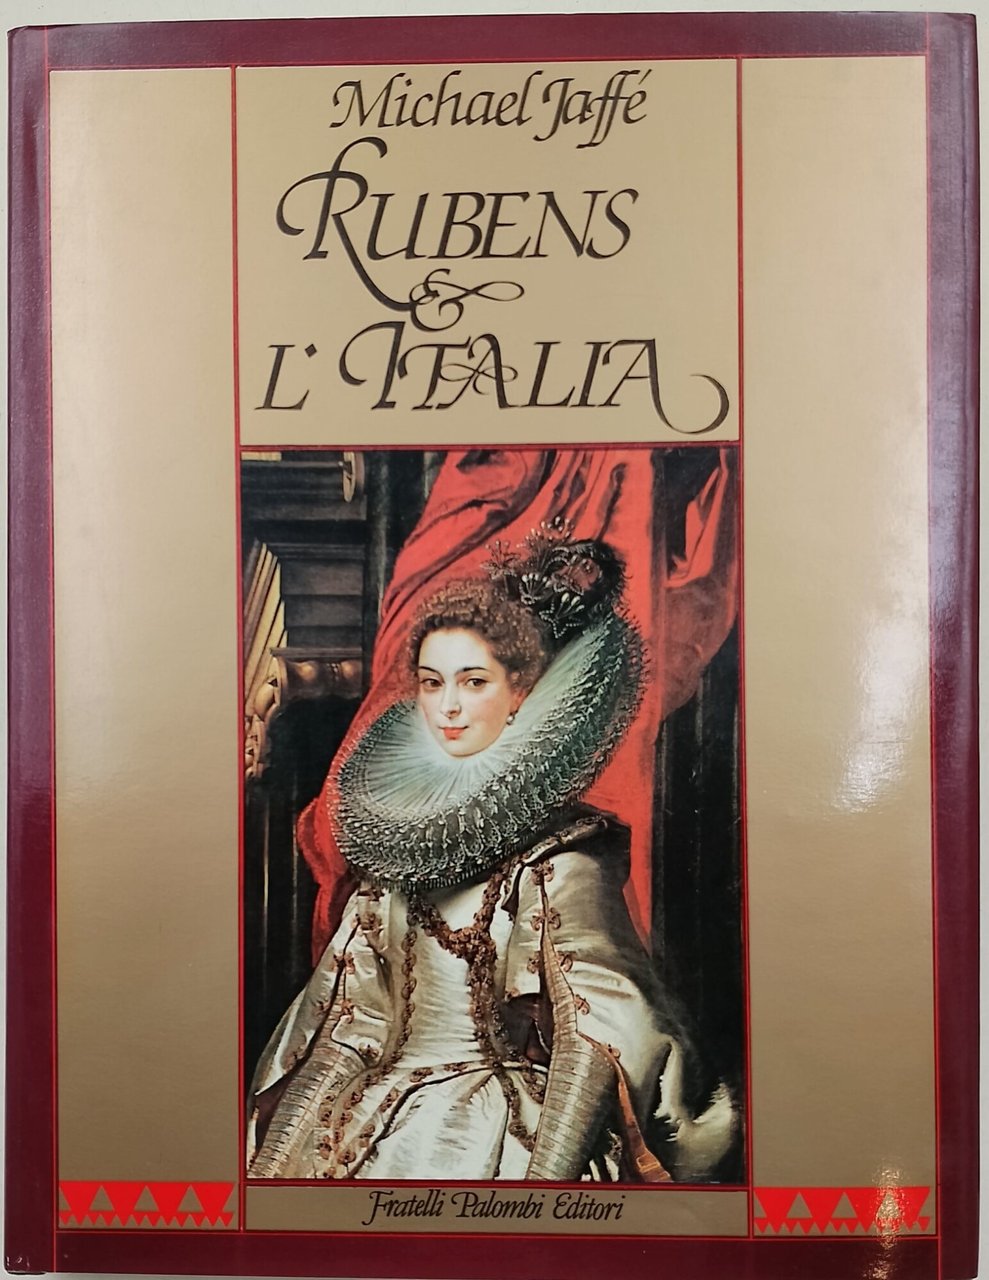 Michael Jaffé
RUBENS
&
L'ITALIA
Fratelli Palombi Editori